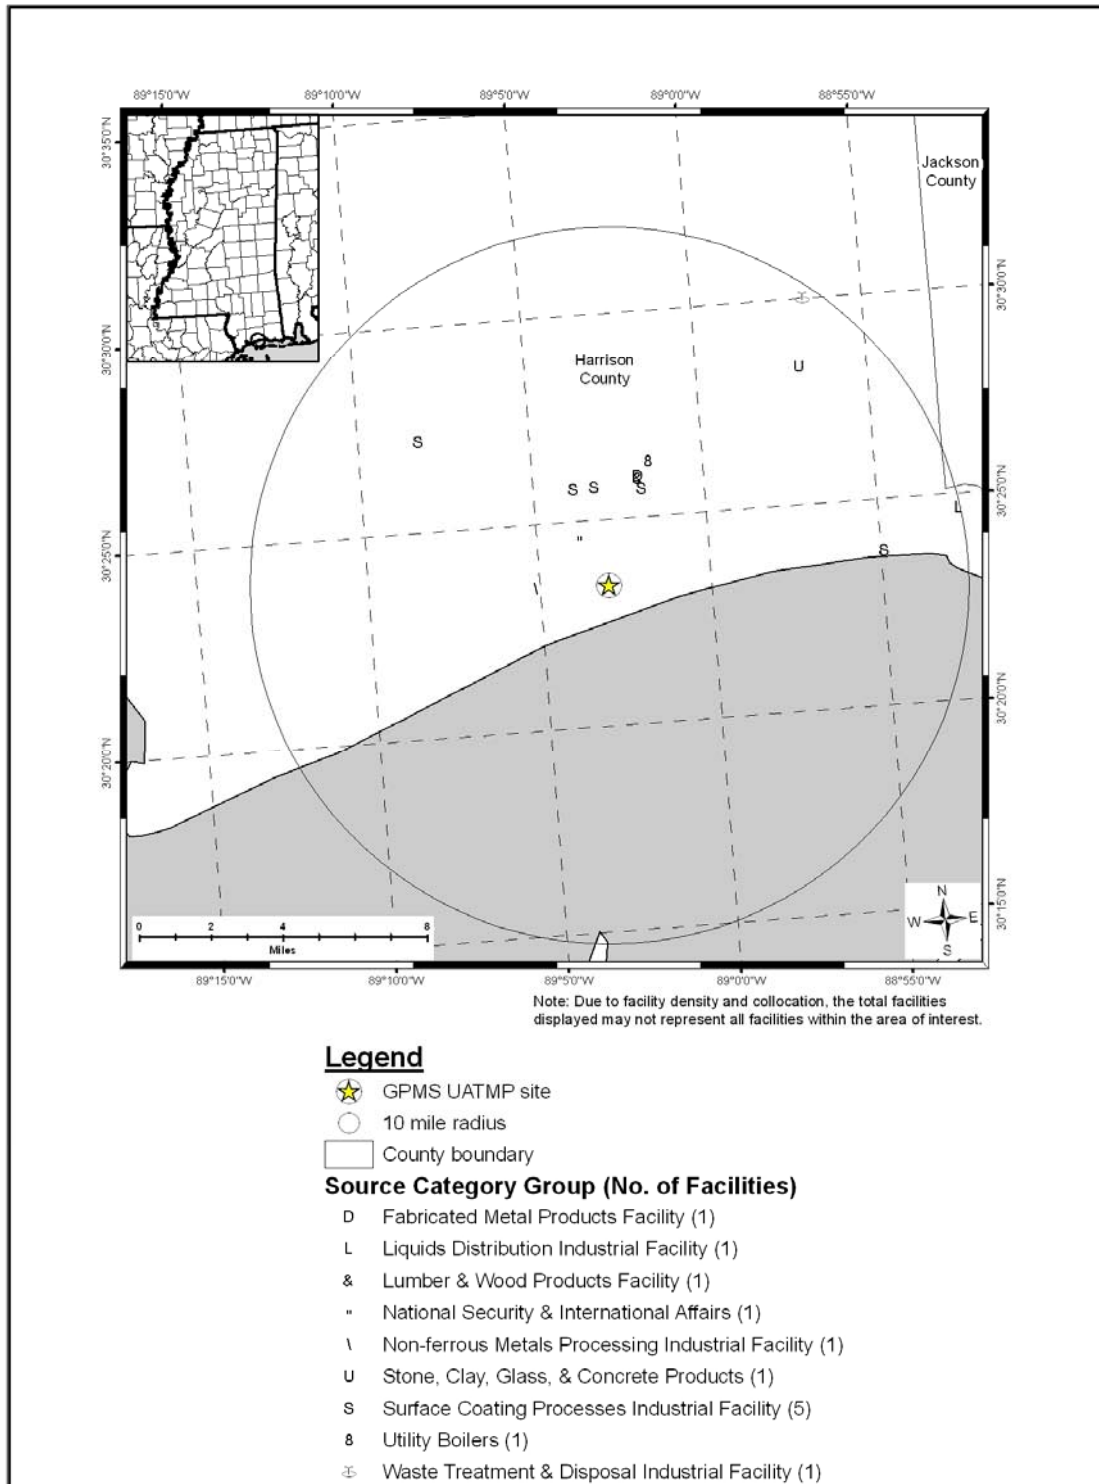 89°15'0"W 89°10'0"W 89°5'0"W 89°0'0"W 88°55'0"W
30°35'0"N
Jackson
County
30°30'0"N
30°30'0"N
Harrison
County
U
S
8
S S S
30°25'0"N
L
30°25'0"N
"
S
\
30°20'0"N
30°20'0"N
30°15'0"N
N
W E
S
0 2 4 8
Miles
89°15'0"W 89°10'0"W 89°5'0"W 89°0'0"W 88°55'0"W
Note: Due to facility density and collocation, the total facilities
displayed may not represent all facilities within the area of interest.
Legend
GPMS UATMP site
10 mile radius
County boundary
Source Category Group (No. of Facilities)
D Fabricated Metal Products Facility (1)
L Liquids Distribution Industrial Facility (1)
& Lumber & Wood Products Facility (1)
" National Security & International Affairs (1)
\ Non-ferrous Metals Processing Industrial Facility (1)
U Stone, Clay, Glass, & Concrete Products (1)
S Surface Coating Processes Industrial Facility (5)
8 Utility Boilers (1)
Waste Treatment & Disposal Industrial Facility (1)